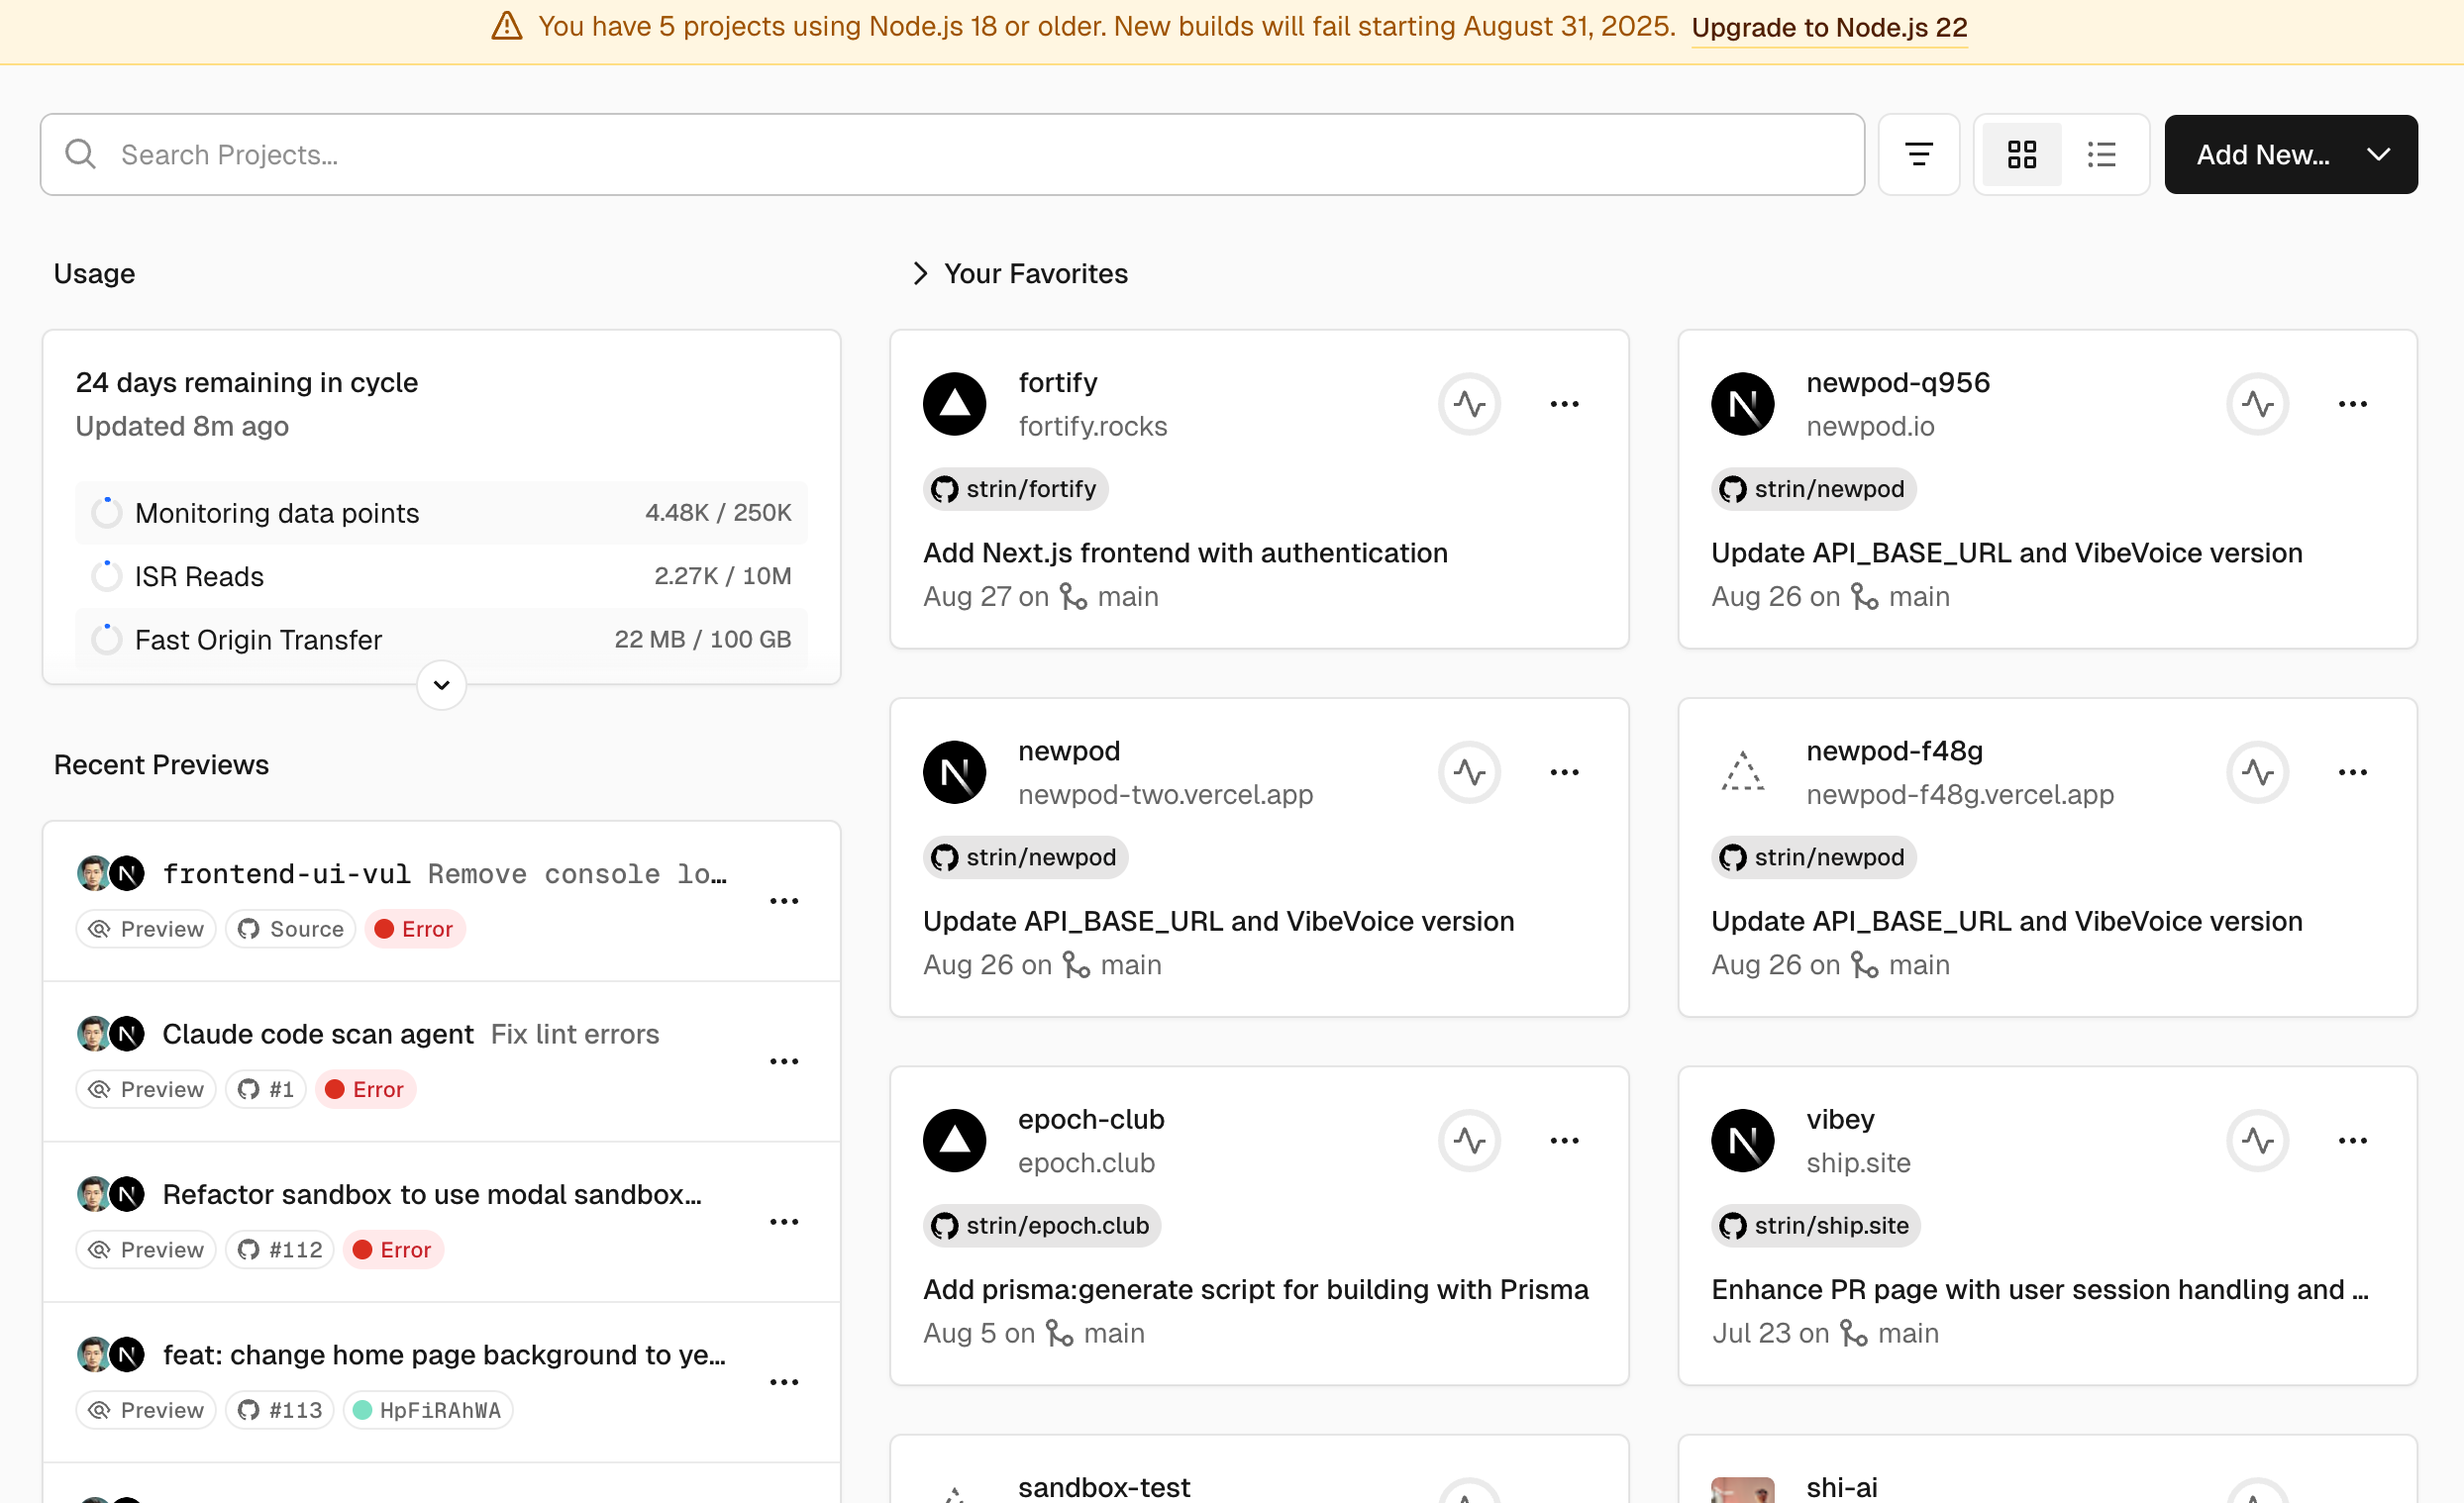 You have 5 projects using Node.js 18 or older. New builds will fail starting August 31, 2025. Upgrade to Node.js 22
Search Projects...
Add New...
Usage
24 days remaining in cycle
Updated 8m ago
Monitoring data points 4.48K / 250K
ISR Reads 2.27K / 10M
Fast Origin Transfer 22 MB / 100 GB
Recent Previews
frontend-ui-vul Remove console lo…
Preview Source Error
Claude code scan agent Fix lint errors
Preview #1 Error
Refactor sandbox to use modal sandbox…
Preview #112 Error
feat: change home page background to ye…
Preview #113 HpFiRAhWA
Your Favorites
fortify
fortify.rocks
strin/fortify
Add Next.js frontend with authentication
Aug 27 on main
newpod-q956
newpod.io
strin/newpod
Update API_BASE_URL and VibeVoice version
Aug 26 on main
newpod
newpod-two.vercel.app
strin/newpod
Update API_BASE_URL and VibeVoice version
Aug 26 on main
newpod-f48g
newpod-f48g.vercel.app
strin/newpod
Update API_BASE_URL and VibeVoice version
Aug 26 on main
epoch-club
epoch.club
strin/epoch.club
Add prisma:generate script for building with Prisma
Aug 5 on main
vibey
ship.site
strin/ship.site
Enhance PR page with user session handling and …
Jul 23 on main
sandbox-test
shi-ai